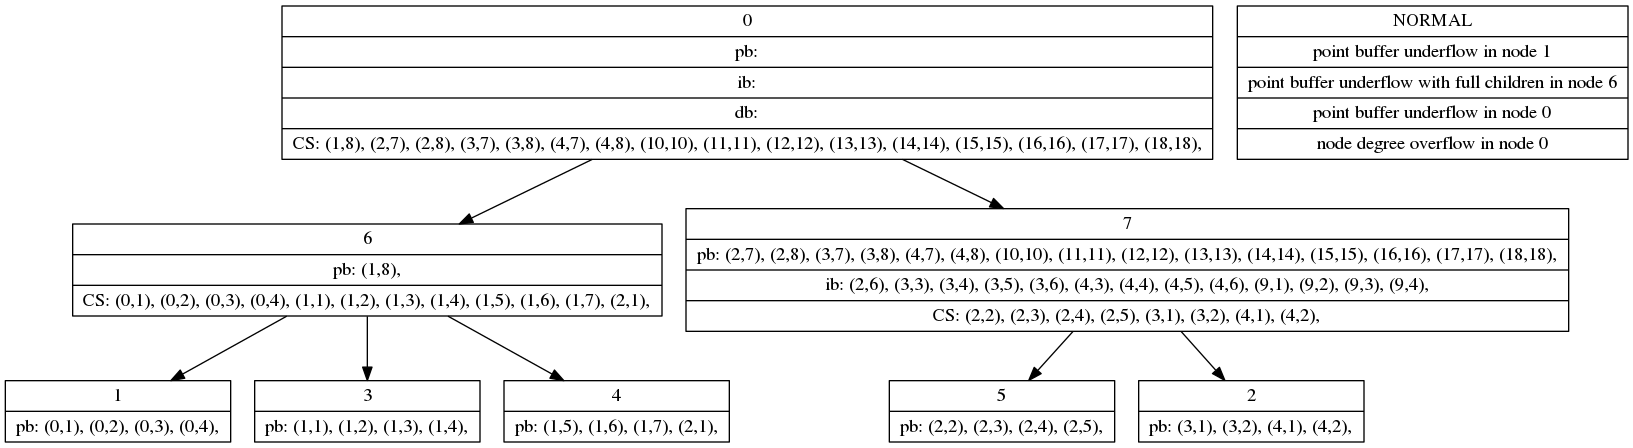 0
pb:
ib:
db:
CS: (1,8), (2,7), (2,8), (3,7), (3,8), (4,7), (4,8), (10,10), (11,11), (12,12), (13,13), (14,14), (15,15), (16,16), (17,17), (18,18),
NORMAL
point buffer underflow in node 1
point buffer underflow with full children in node 6
point buffer underflow in node 0
node degree overflow in node 0
6
pb: (1,8),
CS: (0,1), (0,2), (0,3), (0,4), (1,1), (1,2), (1,3), (1,4), (1,5), (1,6), (1,7), (2,1),
7
pb: (2,7), (2,8), (3,7), (3,8), (4,7), (4,8), (10,10), (11,11), (12,12), (13,13), (14,14), (15,15), (16,16), (17,17), (18,18),
ib: (2,6), (3,3), (3,4), (3,5), (3,6), (4,3), (4,4), (4,5), (4,6), (9,1), (9,2), (9,3), (9,4),
CS: (2,2), (2,3), (2,4), (2,5), (3,1), (3,2), (4,1), (4,2),
1
pb: (0,1), (0,2), (0,3), (0,4),
3
pb: (1,1), (1,2), (1,3), (1,4),
4
pb: (1,5), (1,6), (1,7), (2,1),
5
pb: (2,2), (2,3), (2,4), (2,5),
2
pb: (3,1), (3,2), (4,1), (4,2),